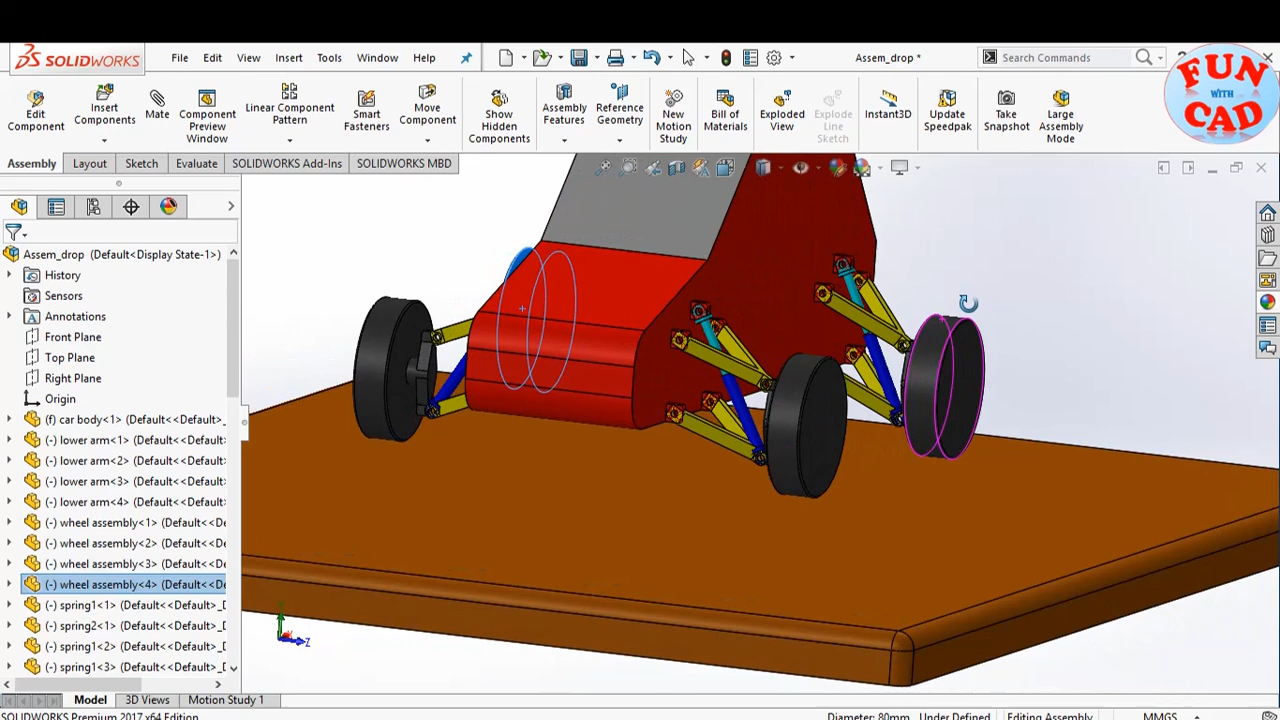 SOLIDWORKS
File Edit View Insert Tools Window Help
Assem_drop *
Search Commands
?
FUN
WITH
CAD
Edit Component
Insert Components
Mate
Component Preview Window
Linear Component Pattern
Smart Fasteners
Move Component
Show Hidden Components
Assembly Features
Reference Geometry
New Motion Study
Bill of Materials
Exploded View
Explode Line Sketch
Instant3D
Update Speedpak
Take Snapshot
Large Assembly Mode
Assembly Layout Sketch Evaluate SOLIDWORKS Add-Ins SOLIDWORKS MBD
Assem_drop (Default<Display State-1>)
History
Sensors
Annotations
Front Plane
Top Plane
Right Plane
Origin
(f) car body<1> (Default<<Default>_
(-) lower arm<1> (Default<<Default>
(-) lower arm<2> (Default<<Default>
(-) lower arm<3> (Default<<Default>
(-) lower arm<4> (Default<<Default>
(-) wheel assembly<1> (Default<<De
(-) wheel assembly<2> (Default<<De
(-) wheel assembly<3> (Default<<De
(-) wheel assembly<4> (Default<<De
(-) spring1<1> (Default<<Default>_D
(-) spring2<1> (Default<<Default>_D
(-) spring1<2> (Default<<Default>_D
(-) spring1<3> (Default<<Default>_D
Z
Model 3D Views Motion Study 1
SOLIDWORKS Premium 2017 x64 Edition
Diameter: 80mm Under Defined Editing Assembly MMGS